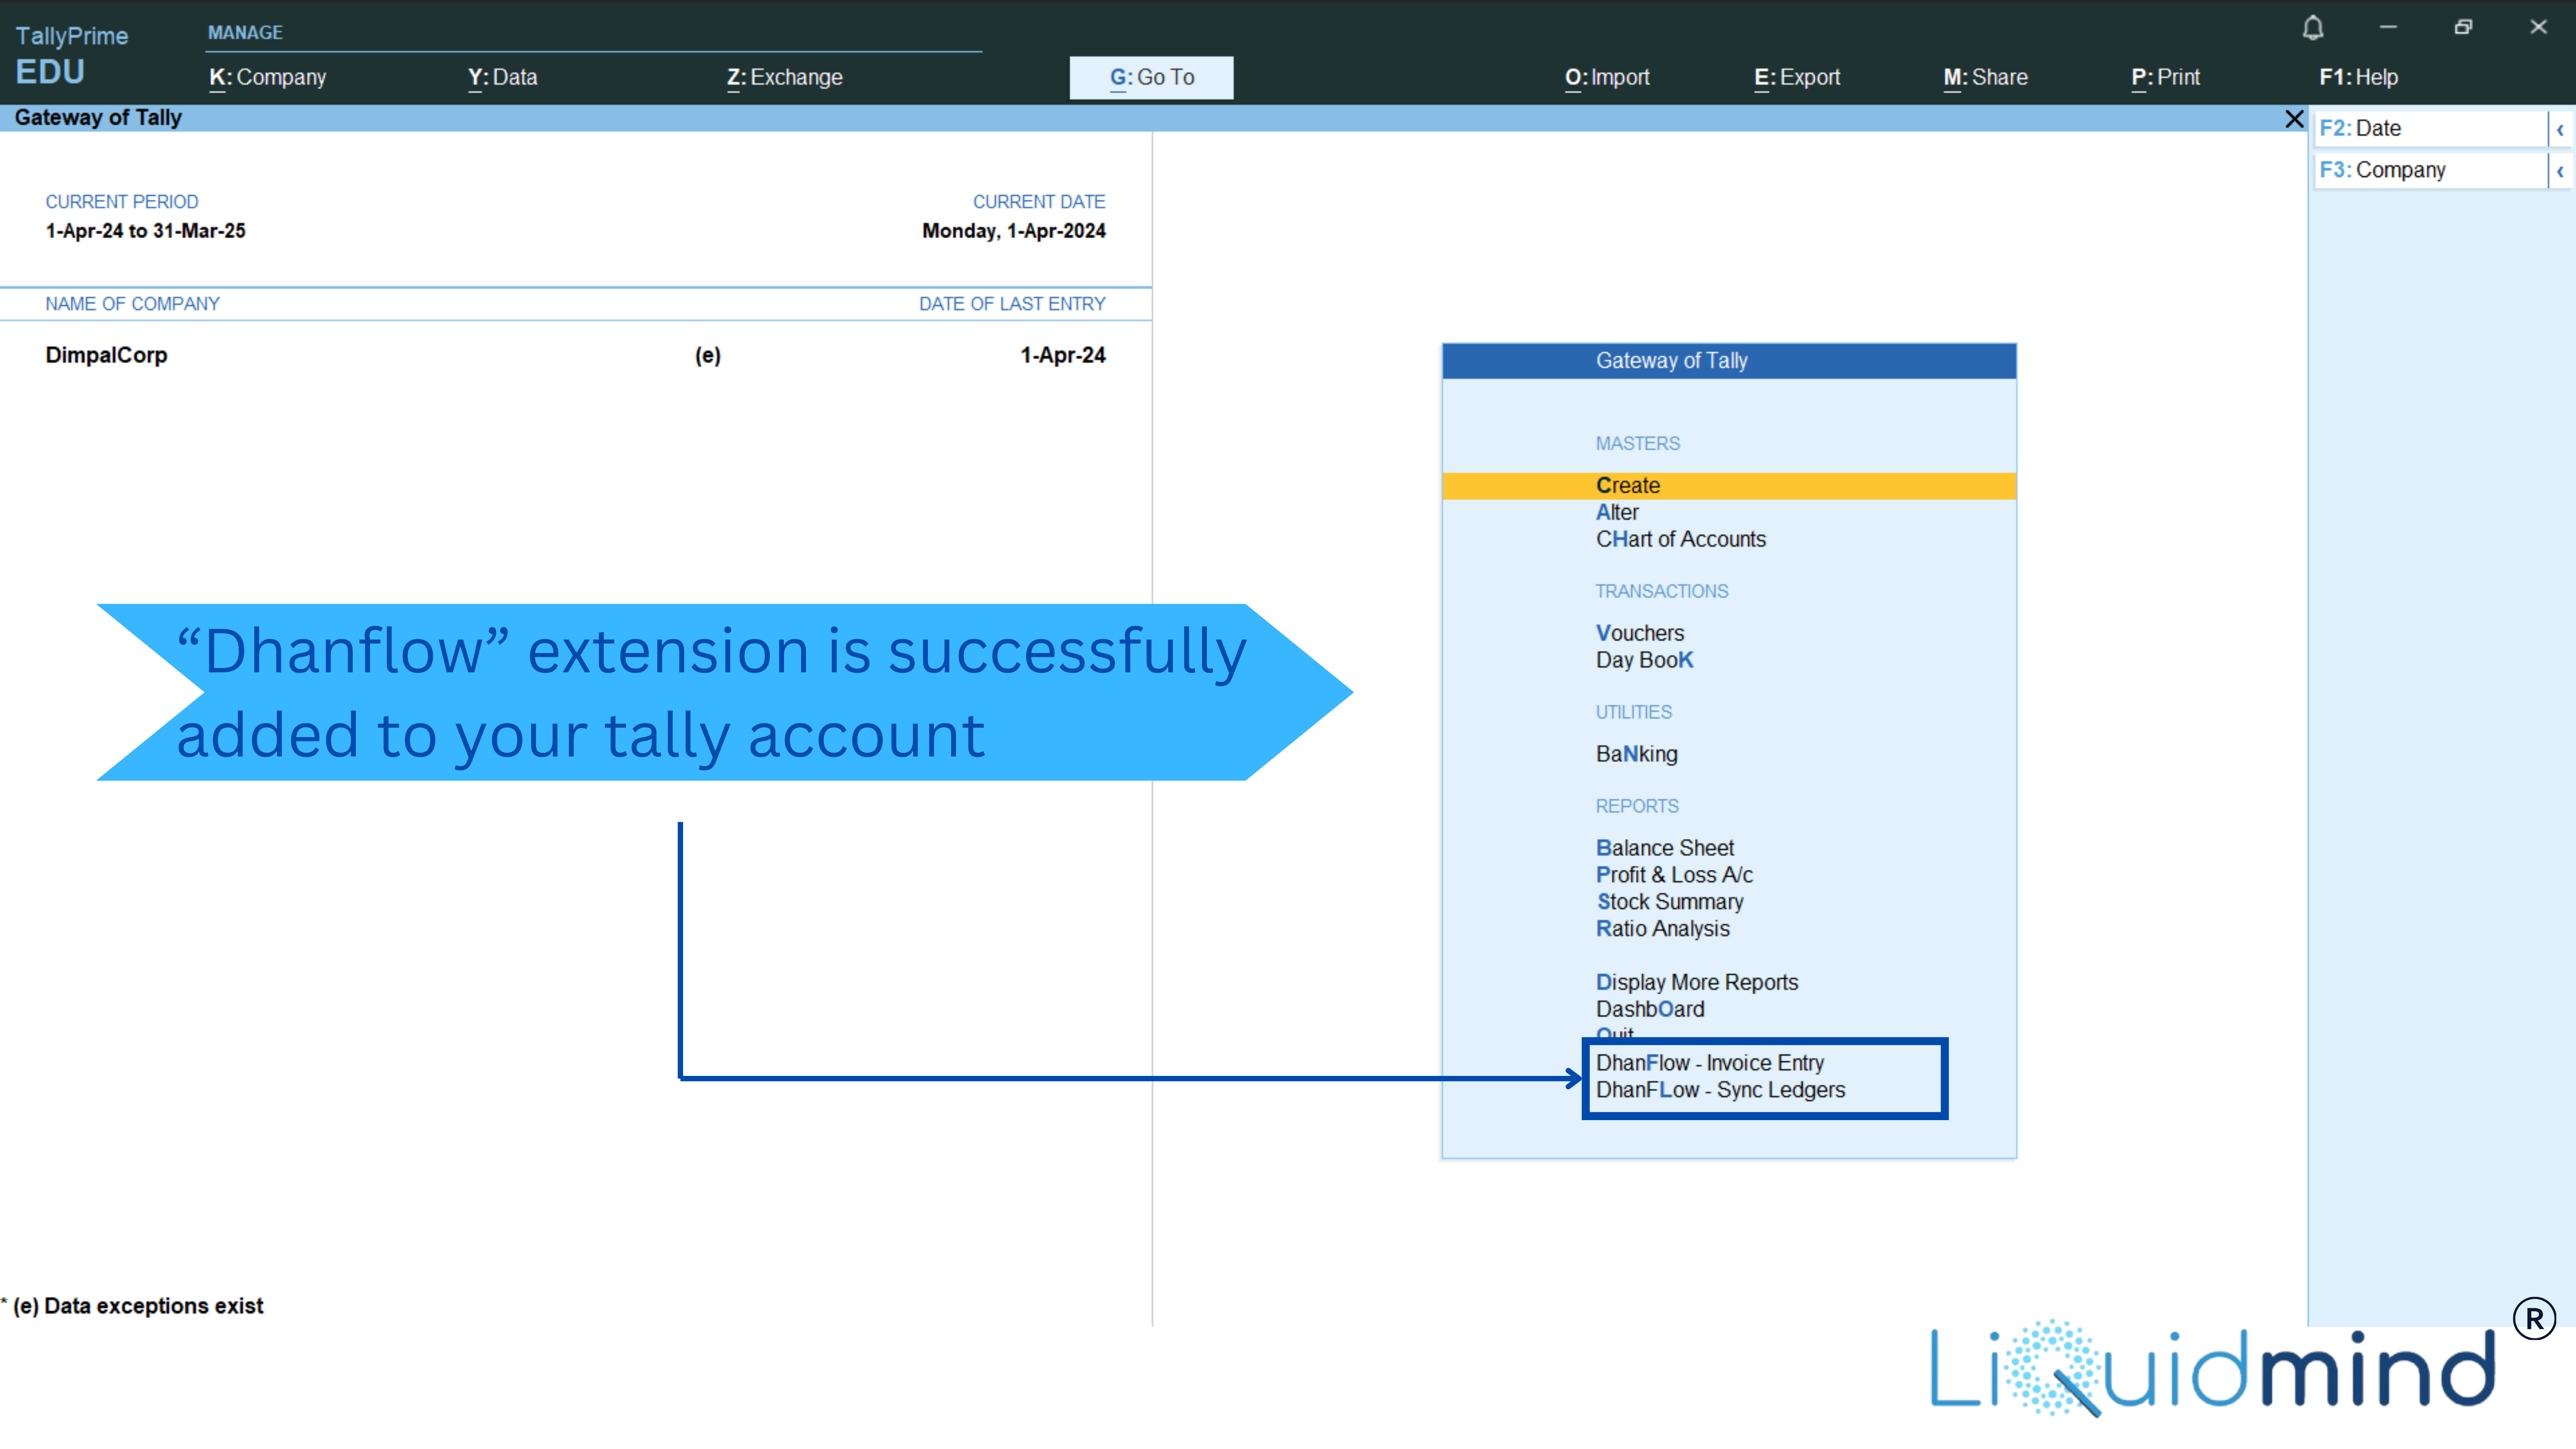 TallyPrime
EDU
MANAGE
K: Company
Y: Data
Z: Exchange
G: Go To
O: Import
E: Export
M: Share
P: Print
F1: Help
Gateway of Tally
F2: Date
F3: Company
CURRENT PERIOD
CURRENT DATE
1-Apr-24 to 31-Mar-25
Monday, 1-Apr-2024
NAME OF COMPANY
DATE OF LAST ENTRY
DimpalCorp (e) 1-Apr-24
“Dhanflow” extension is successfully
added to your tally account
Gateway of Tally
MASTERS
Create
Alter
CHart of Accounts
TRANSACTIONS
Vouchers
Day BooK
UTILITIES
BaNking
REPORTS
Balance Sheet
Profit & Loss A/c
Stock Summary
Ratio Analysis
Display More Reports
DashbOard
Quit
DhanFlow - Invoice Entry
DhanFLow - Sync Ledgers
* (e) Data exceptions exist
LiQuidmind ®